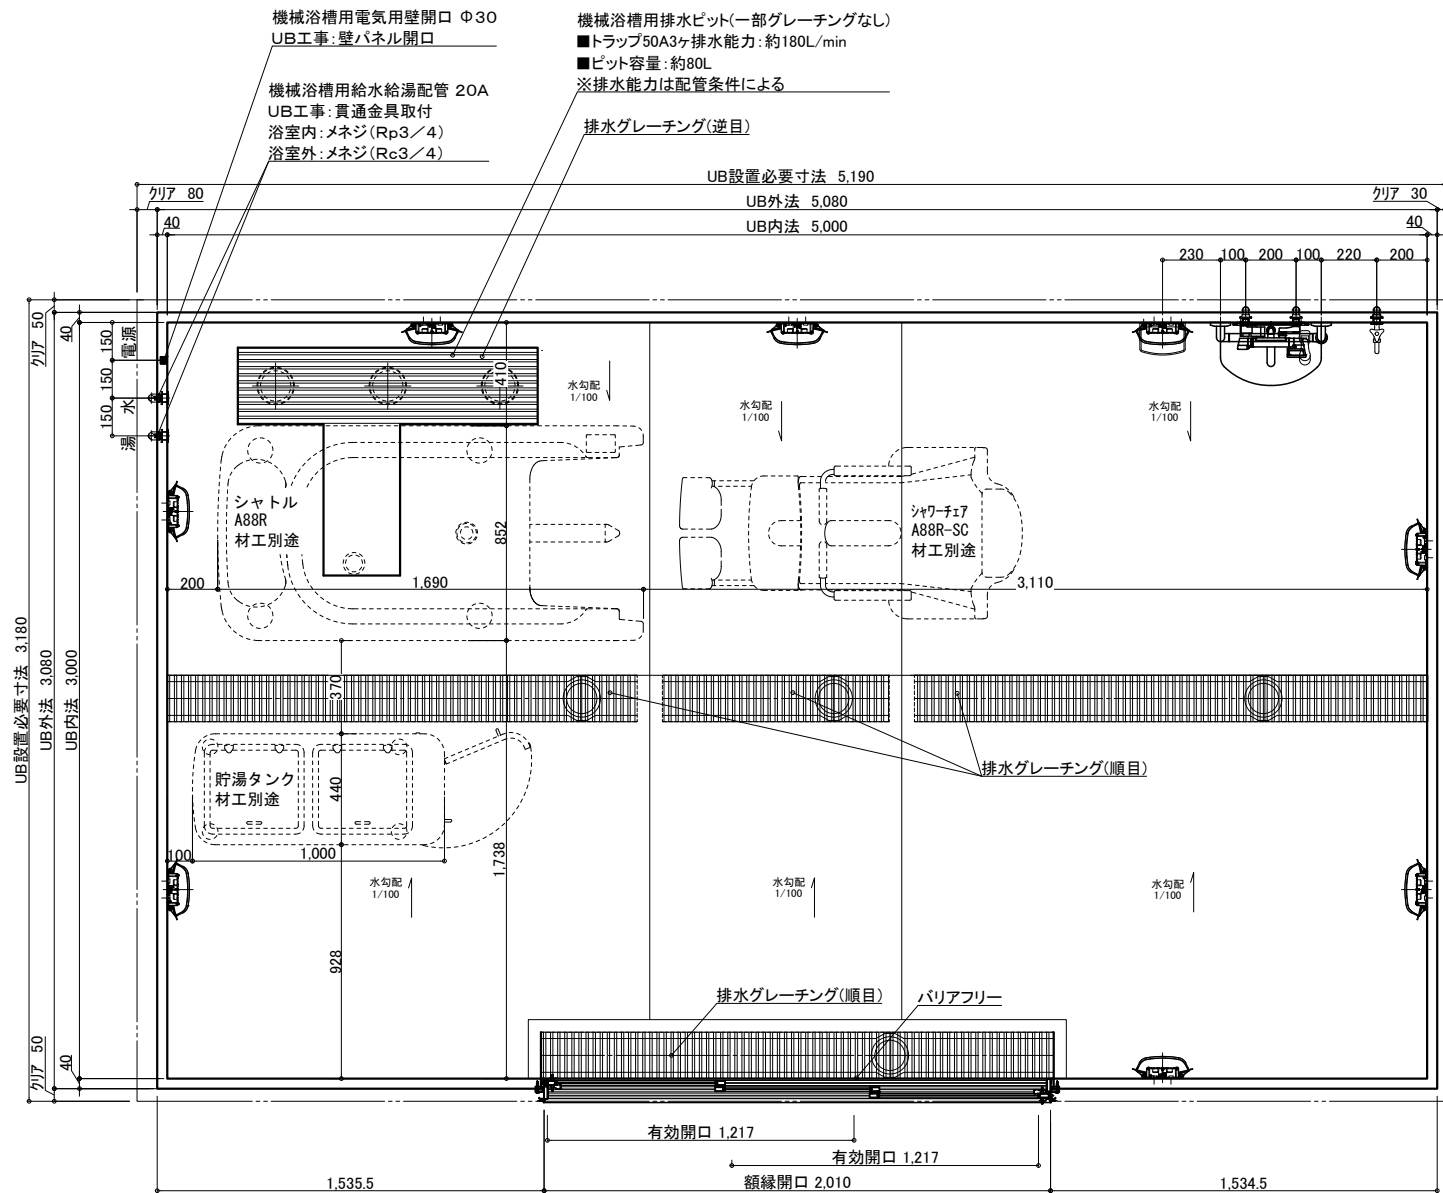 機械浴槽用電気用壁開口 Φ30
UB工事:壁パネル開口
機械浴槽用給水給湯配管 20A
UB工事:貫通金具取付
浴室内:メネジ(Rp3/4)
浴室外:メネジ(Rc3/4)
機械浴槽用排水ピット(一部グレーチングなし)
■トラップ50A3ヶ排水能力:約180L/min
■ピット容量:約80L
※排水能力は配管条件による
排水グレーチング(逆目)
UB設置必要寸法 5,190
クリア 80
UB外法 5,080
クリア 30
40
UB内法 5,000
40
230
100
200
100
220
200
クリア 50
40
150
電源
150
水
150
湯
410
水勾配
1/100
水勾配
1/100
水勾配
1/100
シャトル
A88R
材工別途
852
シャワーチェア
A88R-SC
材工別途
200
1,690
3,110
UB設置必要寸法 3,180
UB外法 3,080
UB内法 3,000
370
排水グレーチング(順目)
貯湯タンク
材工別途
440
100
1,000
1,738
水勾配
1/100
水勾配
1/100
水勾配
1/100
928
排水グレーチング(順目)
バリアフリー
クリア 50
40
有効開口 1,217
有効開口 1,217
1,535.5
額縁開口 2,010
1,534.5